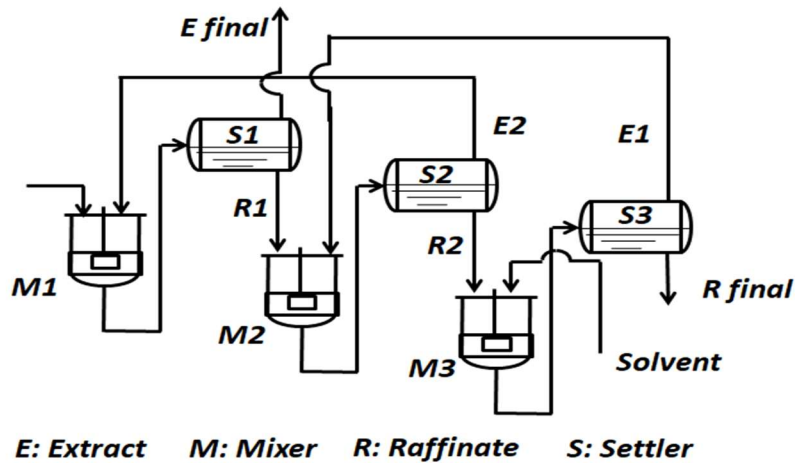 E final
S1
E2
E1
S2
R1
S3
R2
M1
R final
M2
M3
Solvent
E: Extract M: Mixer R: Raffinate S: Settler